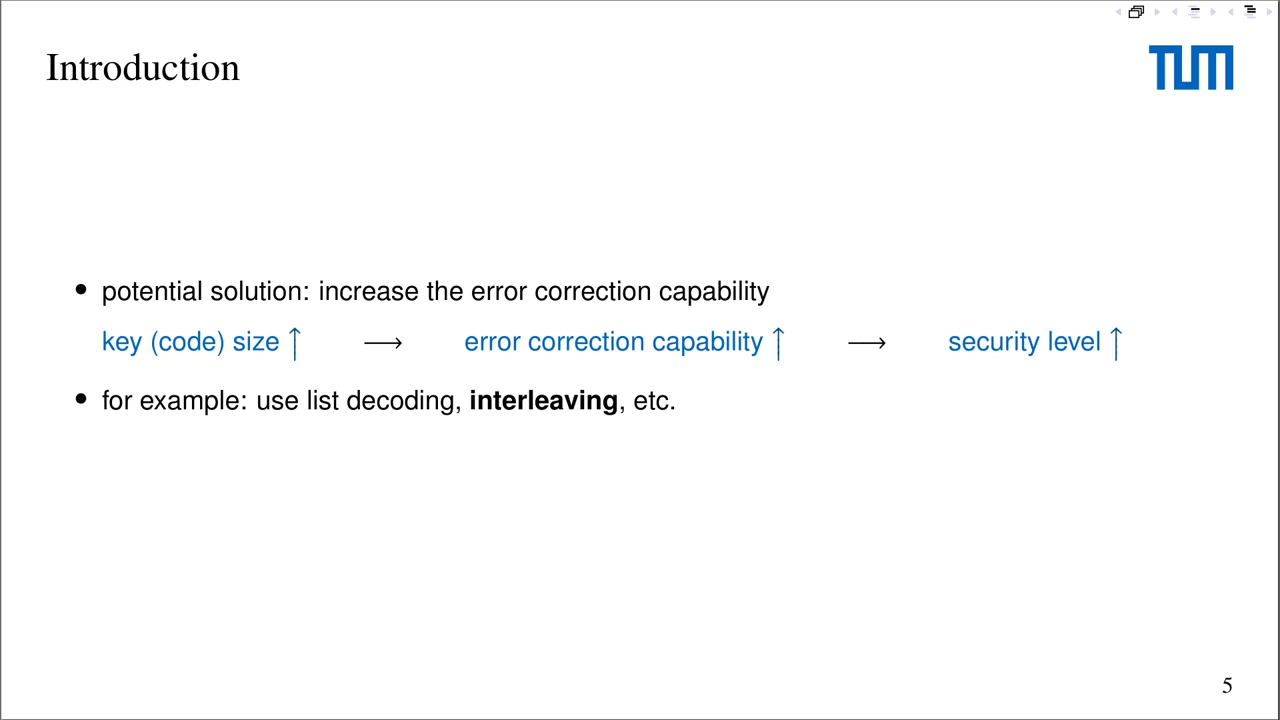 Introduction
TUM
• potential solution: increase the error correction capability
key (code) size ↑ ⟶ error correction capability ↑ ⟶ security level ↑
• for example: use list decoding, interleaving, etc.
5